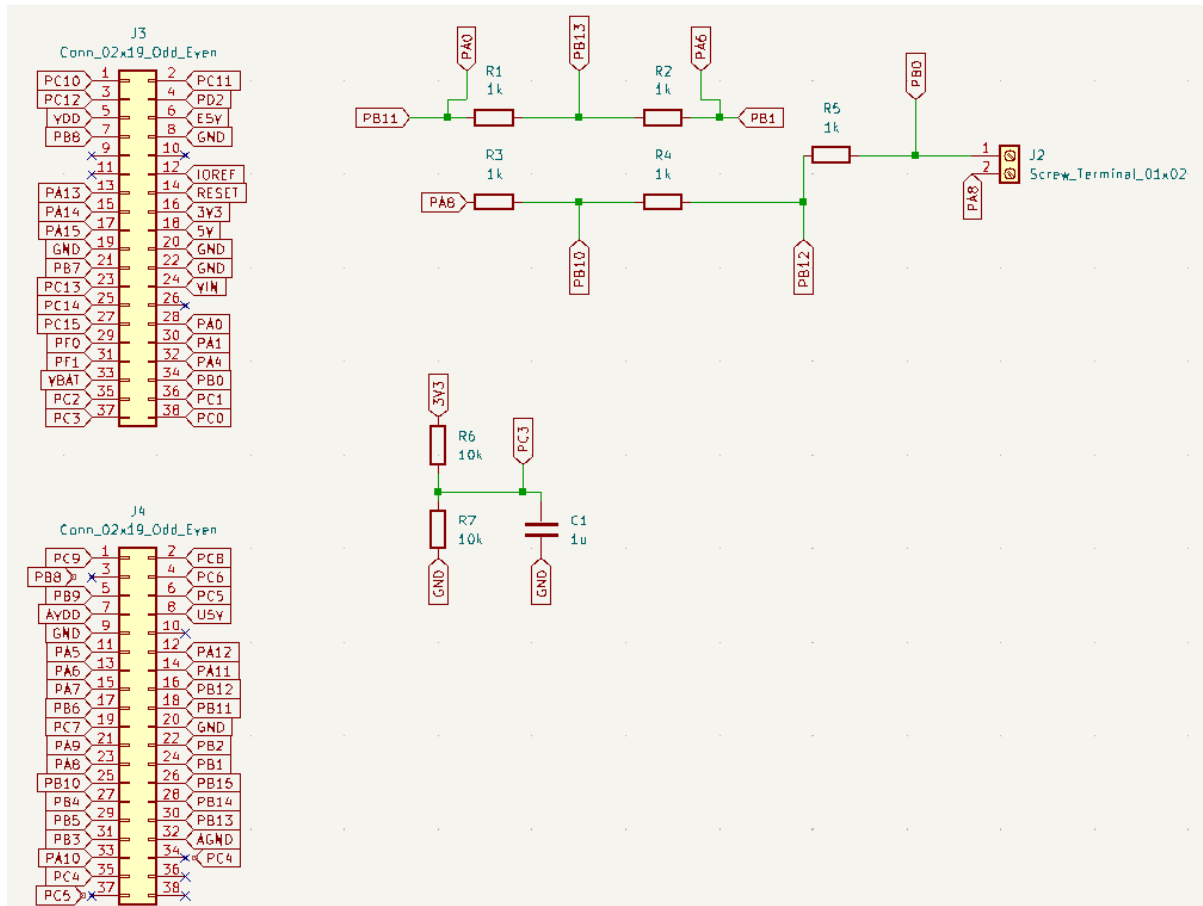 J3
Conn_02x19_Odd_Even
PC10 1 2 PC11
PC12 3 4 PD2
VDD 5 6 E5V
PB8 7 8 GND
9 10
11 12 IOREF
PA13 13 14 RESET
PA14 15 16 3V3
PA15 17 18 5V
GND 19 20 GND
PB7 21 22 GND
PC13 23 24 VIN
PC14 25 26
PC15 27 28 PA0
PF0 29 30 PA1
PF1 31 32 PA4
VBAT 33 34 PB0
PC2 35 36 PC1
PC3 37 38 PC0
PA0
PB13
PA6
R1
1k
R2
1k
PB11
PB1
R3
1k
R4
1k
PA8
PB10
PB12
R5
1k
PB0
1
2
J2
Screw_Terminal_01x02
PA8
3V3
R6
10k
PC3
R7
10k
C1
1u
GND
GND
J4
Conn_02x19_Odd_Even
PC9 1 2 PC8
PB8 3 4 PC6
PB9 5 6 PC5
AVDD 7 8 U5V
GND 9 10
PA5 11 12 PA12
PA6 13 14 PA11
PA7 15 16 PB12
PB6 17 18 PB11
PC7 19 20 GND
PA9 21 22 PB2
PA8 23 24 PB1
PB10 25 26 PB15
PB4 27 28 PB14
PB5 29 30 PB13
PB3 31 32 AGND
PA10 33 34 PC4
PC4 35 36
PC5 37 38